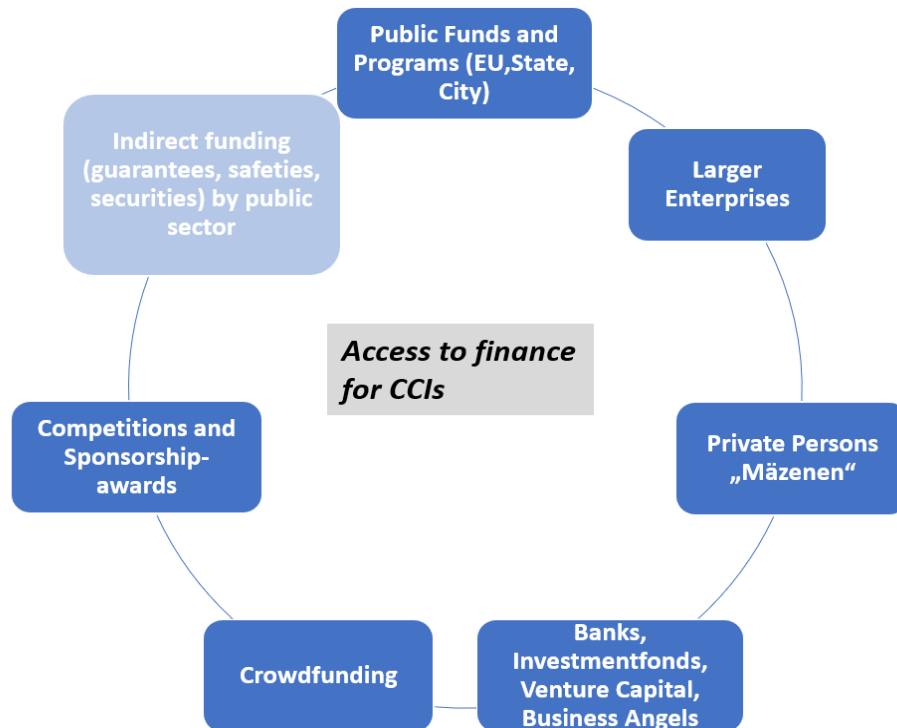 Public Funds and
Programs (EU,State,
City)
Indirect funding
(guarantees, safeties,
securities) by public
sector
Larger
Enterprises
Access to finance
for CCIs
Competitions and
Sponsorship-
awards
Private Persons
„Mäzenen“
Crowdfunding
Banks,
Investmentfonds,
Venture Capital,
Business Angels